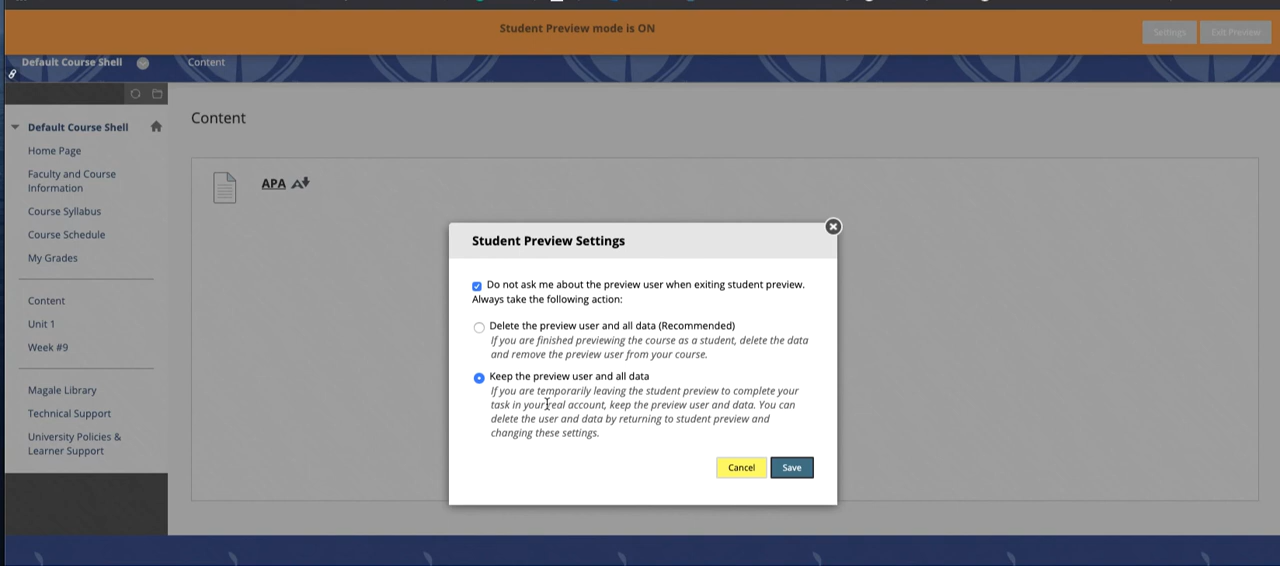 Student Preview mode is ON
Settings
Exit Preview
Default Course Shell
Content
Default Course Shell
Home Page
Faculty and Course
Information
Course Syllabus
Course Schedule
My Grades
Content
Unit 1
Week #9
Magale Library
Technical Support
University Policies &
Learner Support
Content
APA
Student Preview Settings
Do not ask me about the preview user when exiting student preview.
Always take the following action:
Delete the preview user and all data (Recommended)
If you are finished previewing the course as a student, delete the data
and remove the preview user from your course.
Keep the preview user and all data
If you are temporarily leaving the student preview to complete your
task in your real account, keep the preview user and data. You can
delete the user and data by returning to student preview and
changing these settings.
Cancel
Save